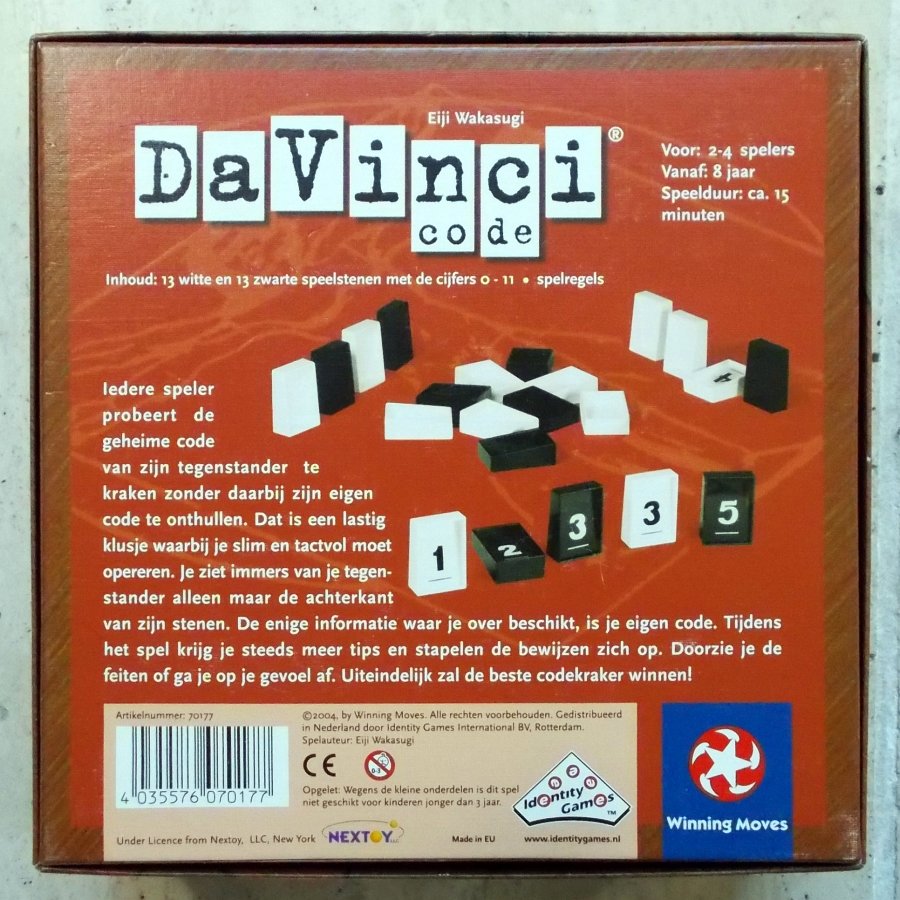 Eiji Wakasugi
DaVinci®
code
Voor: 2-4 spelers
Vanaf: 8 jaar
Speelduur: ca. 15
minuten
Inhoud: 13 witte en 13 zwarte speelstenen met de cijfers 0 - 11 • spelregels
4
Iedere speler
probeert de
geheime code
van zijn tegenstander te
kraken zonder daarbij zijn eigen
code te onthullen. Dat is een lastig
klusje waarbij je slim en tactvol moet
opereren. Je ziet immers van je tegen-
stander alleen maar de achterkant
van zijn stenen. De enige informatie waar je over beschikt, is je eigen code. Tijdens
het spel krijg je steeds meer tips en stapelen de bewijzen zich op. Doorzie je de
feiten of ga je op je gevoel af. Uiteindelijk zal de beste codekraker winnen!
1 2 3 3 5
Artikelnummer: 70177
4 035576 070177
Under Licence from Nextoy, LLC, New York
NEXTOY LLC
©2004, by Winning Moves. Alle rechten voorbehouden. Gedistribueerd
in Nederland door Identity Games International BV, Rotterdam.
Spelauteur: Eiji Wakasugi
CE
0-3
Opgelet: Wegens de kleine onderdelen is dit spel
niet geschikt voor kinderen jonger dan 3 jaar.
Made in EU
Identity
Games™
www.identitygames.nl
Winning Moves